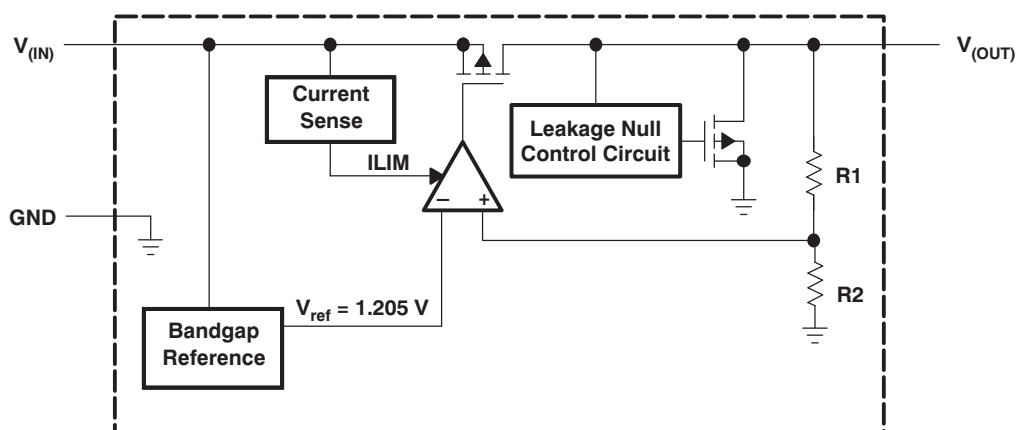 V(IN)
V(OUT)
Current
Sense
Leakage Null
Control Circuit
ILIM
R1
– +
GND
R2
Vref = 1.205 V
Bandgap
Reference